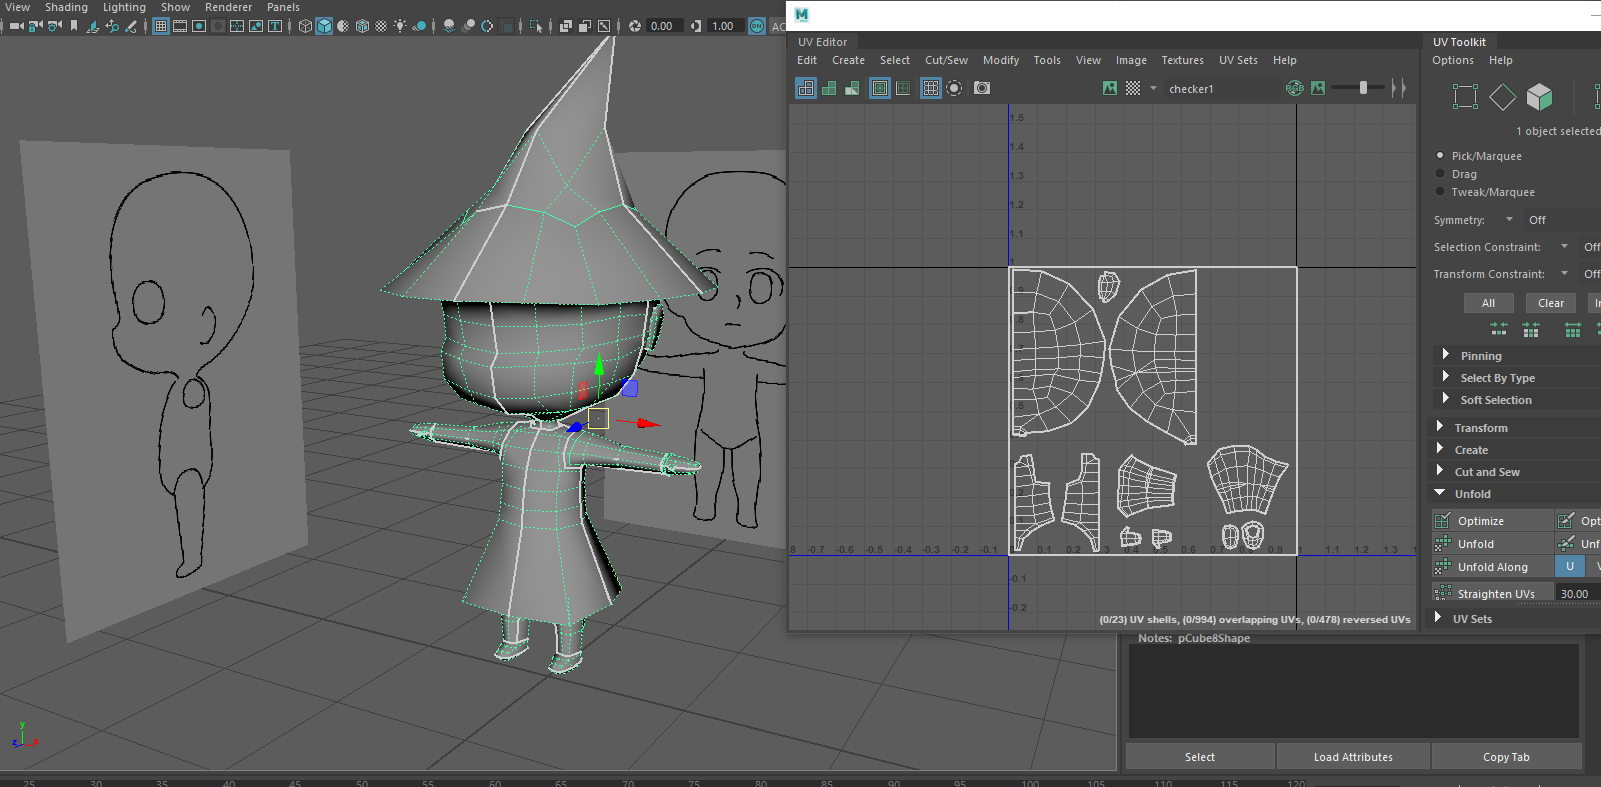 View Shading Lighting Show Renderer Panels
0.00 1.00 ON AC
M
UV Editor
Edit Create Select Cut/Sew Modify Tools View Image Textures UV Sets Help
checker1
RGB
1.5
1.4
1.3
1.2
1.1
1
-0.7 -0.6 -0.5 -0.4 -0.3 -0.2 -0.1 0.1 0.2 0.3 0.4 0.5 0.6 0.7 0.8 0.9 1 1.1 1.2 1.3
-0.1
-0.2
(0/23) UV shells, (0/994) overlapping UVs, (0/478) reversed UVs
UV Toolkit
Options Help
1 object selected
Pick/Marquee
Drag
Tweak/Marquee
Symmetry: Off
Selection Constraint: Off
Transform Constraint: Off
All Clear
Pinning
Select By Type
Soft Selection
Transform
Create
Cut and Sew
Unfold
Optimize Opt
Unfold Unf
Unfold Along U V
Straighten UVs 30.00
UV Sets
Notes: pCube8Shape
Select Load Attributes Copy Tab
y
z x
25 30 35 40 45 50 55 60 65 70 75 80 85 90 95 100 105 110 115 120